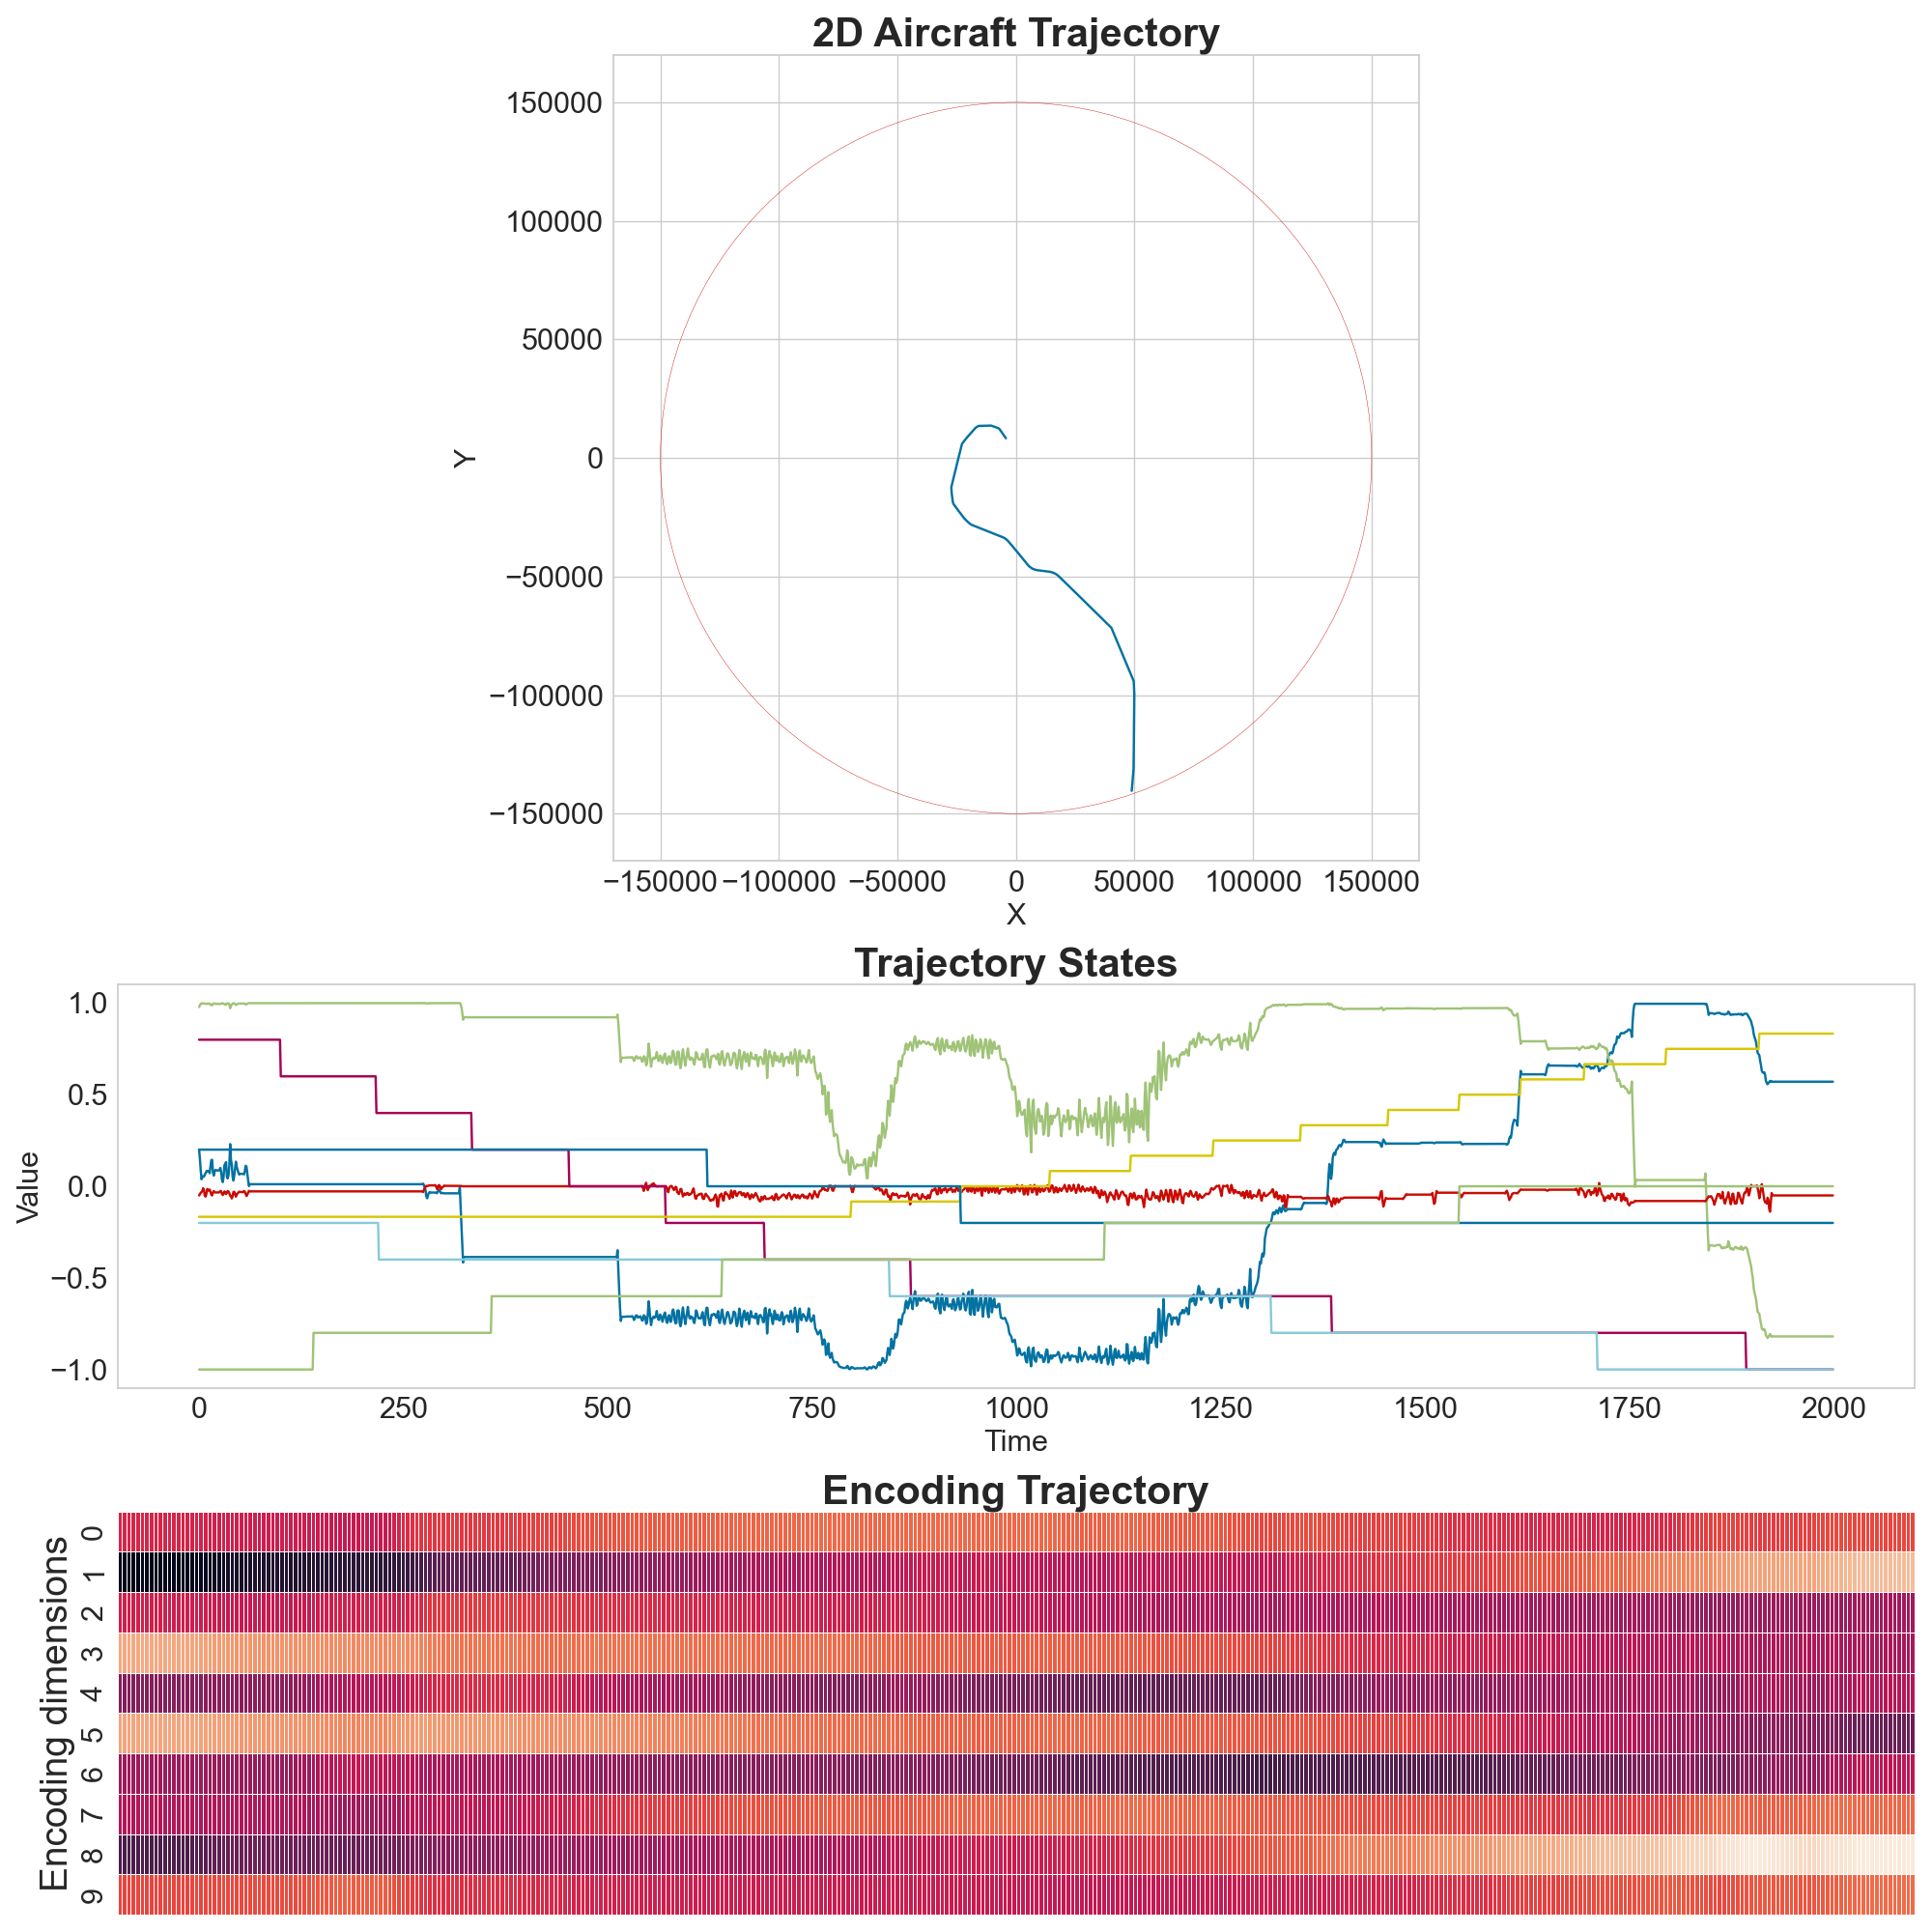 2D Aircraft Trajectory
150000
100000
50000
0
−50000
−100000
−150000
Y
−150000 −100000 −50000 0 50000 100000 150000
X
Trajectory States
1.0
0.5
0.0
−0.5
−1.0
Value
0 250 500 750 1000 1250 1500 1750 2000
Time
Encoding Trajectory
0
1
2
3
4
5
6
7
8
9
Encoding dimensions